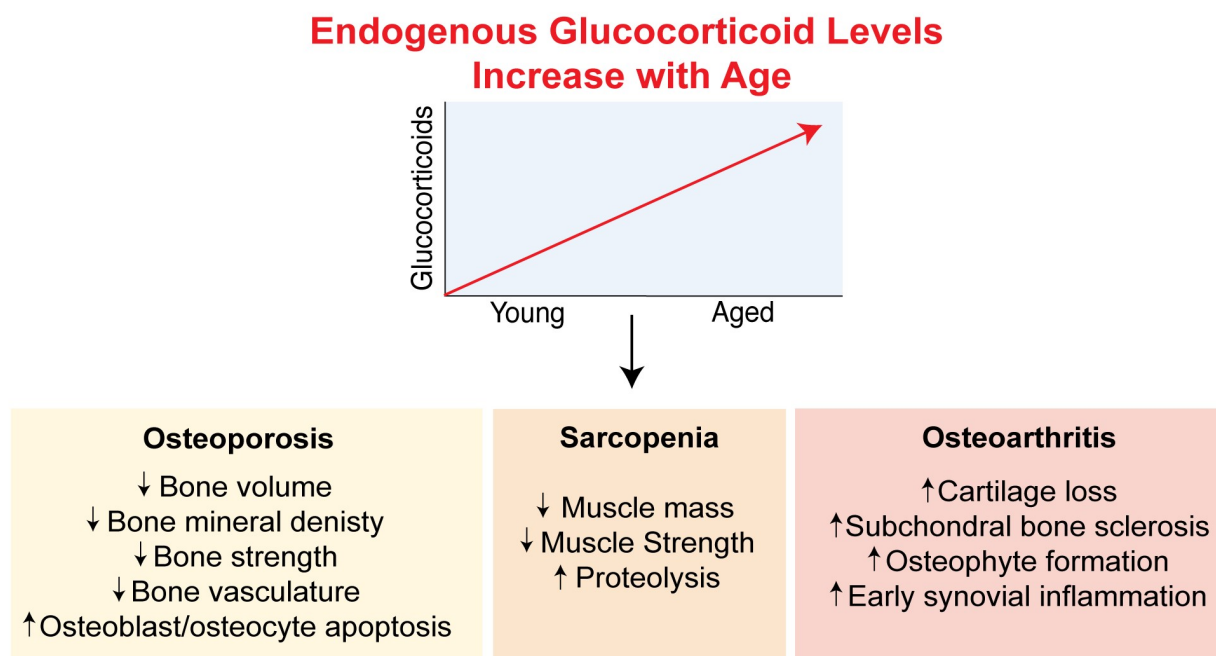 Endogenous Glucocorticoid Levels
Increase with Age
Glucocorticoids
Young
Aged
Osteoporosis
↓ Bone volume
↓ Bone mineral denisty
↓ Bone strength
↓ Bone vasculature
↑ Osteoblast/osteocyte apoptosis
Sarcopenia
↓ Muscle mass
↓ Muscle Strength
↑ Proteolysis
Osteoarthritis
↑ Cartilage loss
↑ Subchondral bone sclerosis
↑ Osteophyte formation
↑ Early synovial inflammation